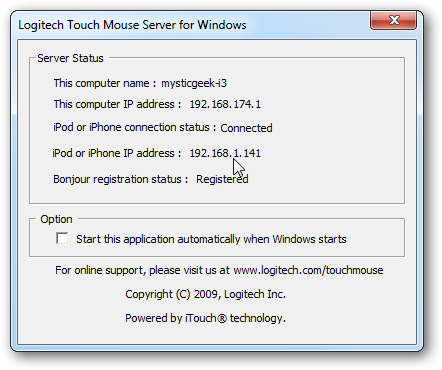 Logitech Touch Mouse Server for Windows
Server Status
This computer name : mysticgeek-i3
This computer IP address : 192.168.174.1
iPod or iPhone connection status : Connected
iPod or iPhone IP address : 192.168.1.141
Bonjour registration status : Registered
Option
Start this application automatically when Windows starts
For online support, please visit us at www.logitech.com/touchmouse
Copyright (C) 2009, Logitech Inc.
Powered by iTouch® technology.